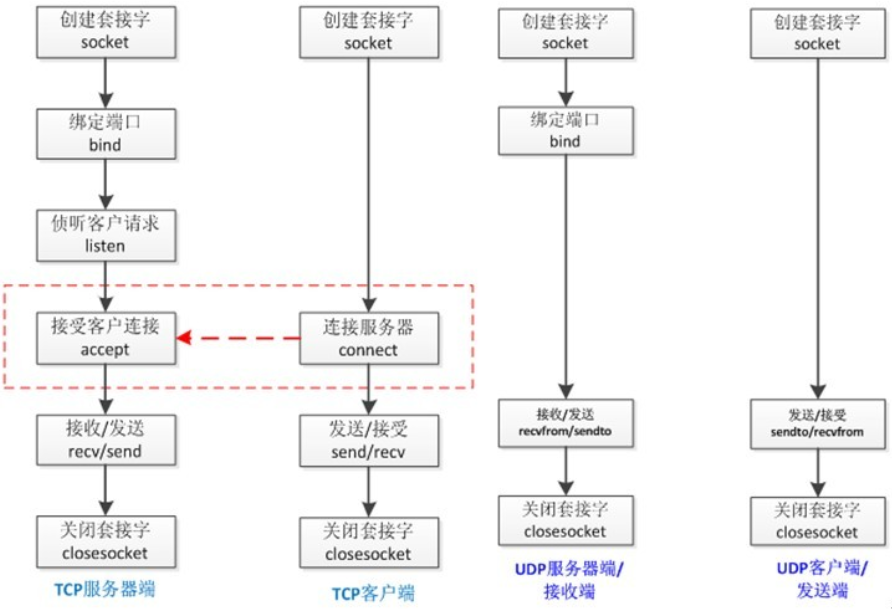 创建套接字
socket
绑定端口
bind
侦听客户请求
listen
接受客户连接
accept
接收/发送
recv/send
关闭套接字
closesocket
TCP服务器端
创建套接字
socket
连接服务器
connect
发送/接受
send/recv
关闭套接字
closesocket
TCP客户端
创建套接字
socket
绑定端口
bind
接收/发送
recvfrom/sendto
关闭套接字
closesocket
UDP服务器端/
接收端
创建套接字
socket
发送/接受
sendto/recvfrom
关闭套接字
closesocket
UDP客户端/
发送端